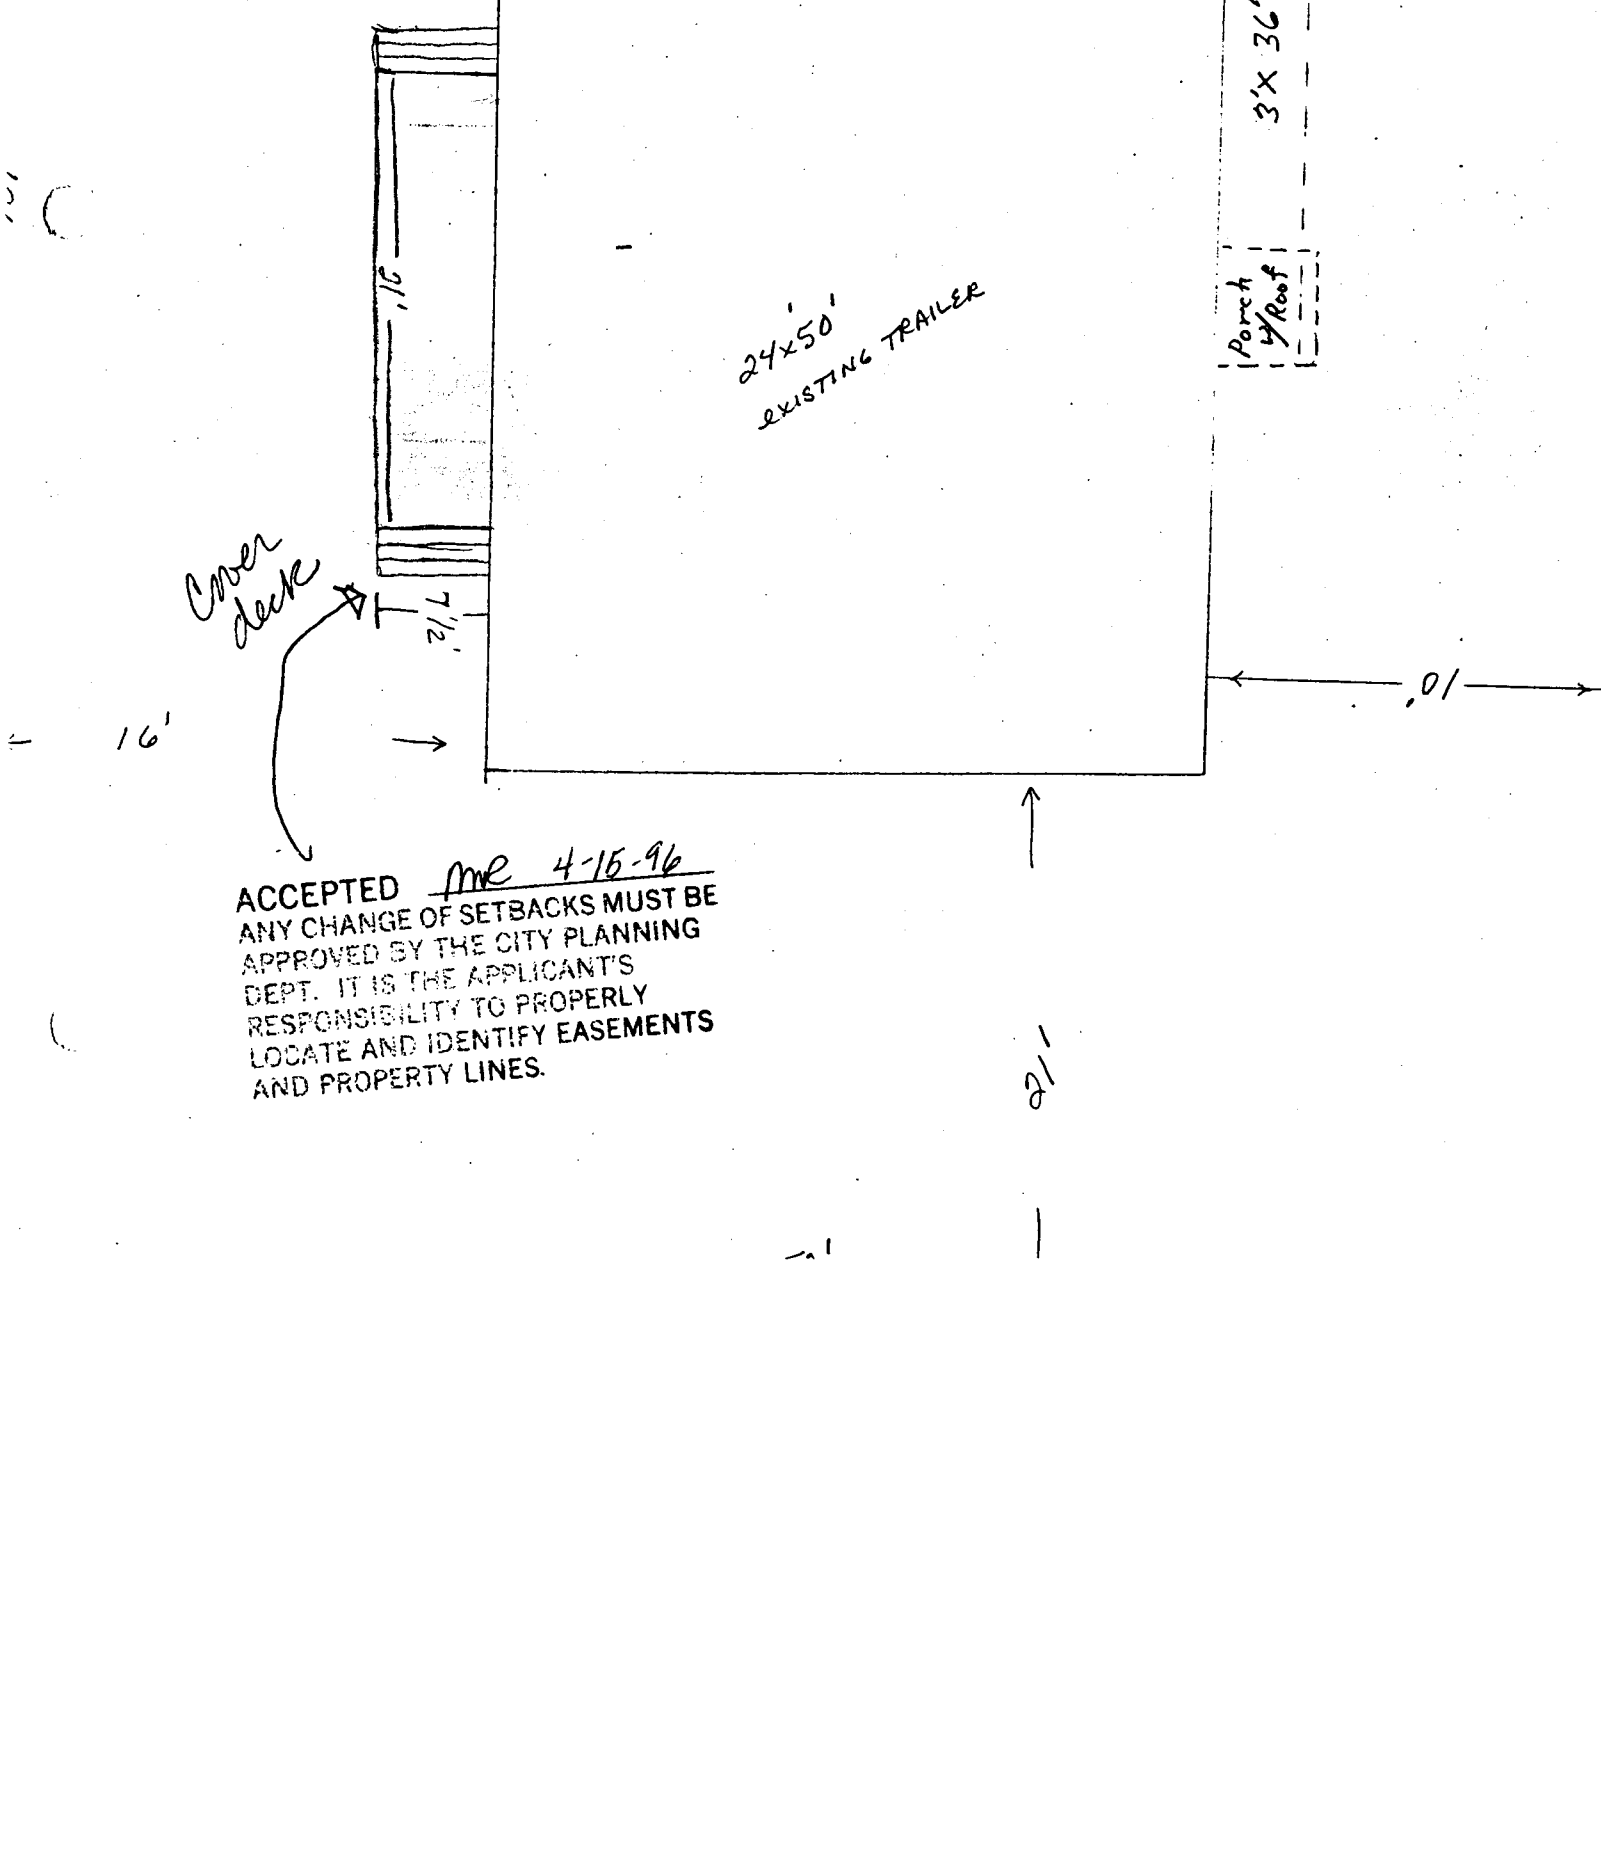 3' X 36'
21'
Porch
w/Roof
24'x50'
EXISTING TRAILER
Cover
deck
7 1/2'
10'
16'
ACCEPTED 4-15-96
ANY CHANGE OF SETBACKS MUST BE
APPROVED BY THE CITY PLANNING
DEPT. IT IS THE APPLICANT'S
RESPONSIBILITY TO PROPERLY
LOCATE AND IDENTIFY EASEMENTS
AND PROPERTY LINES.
21'